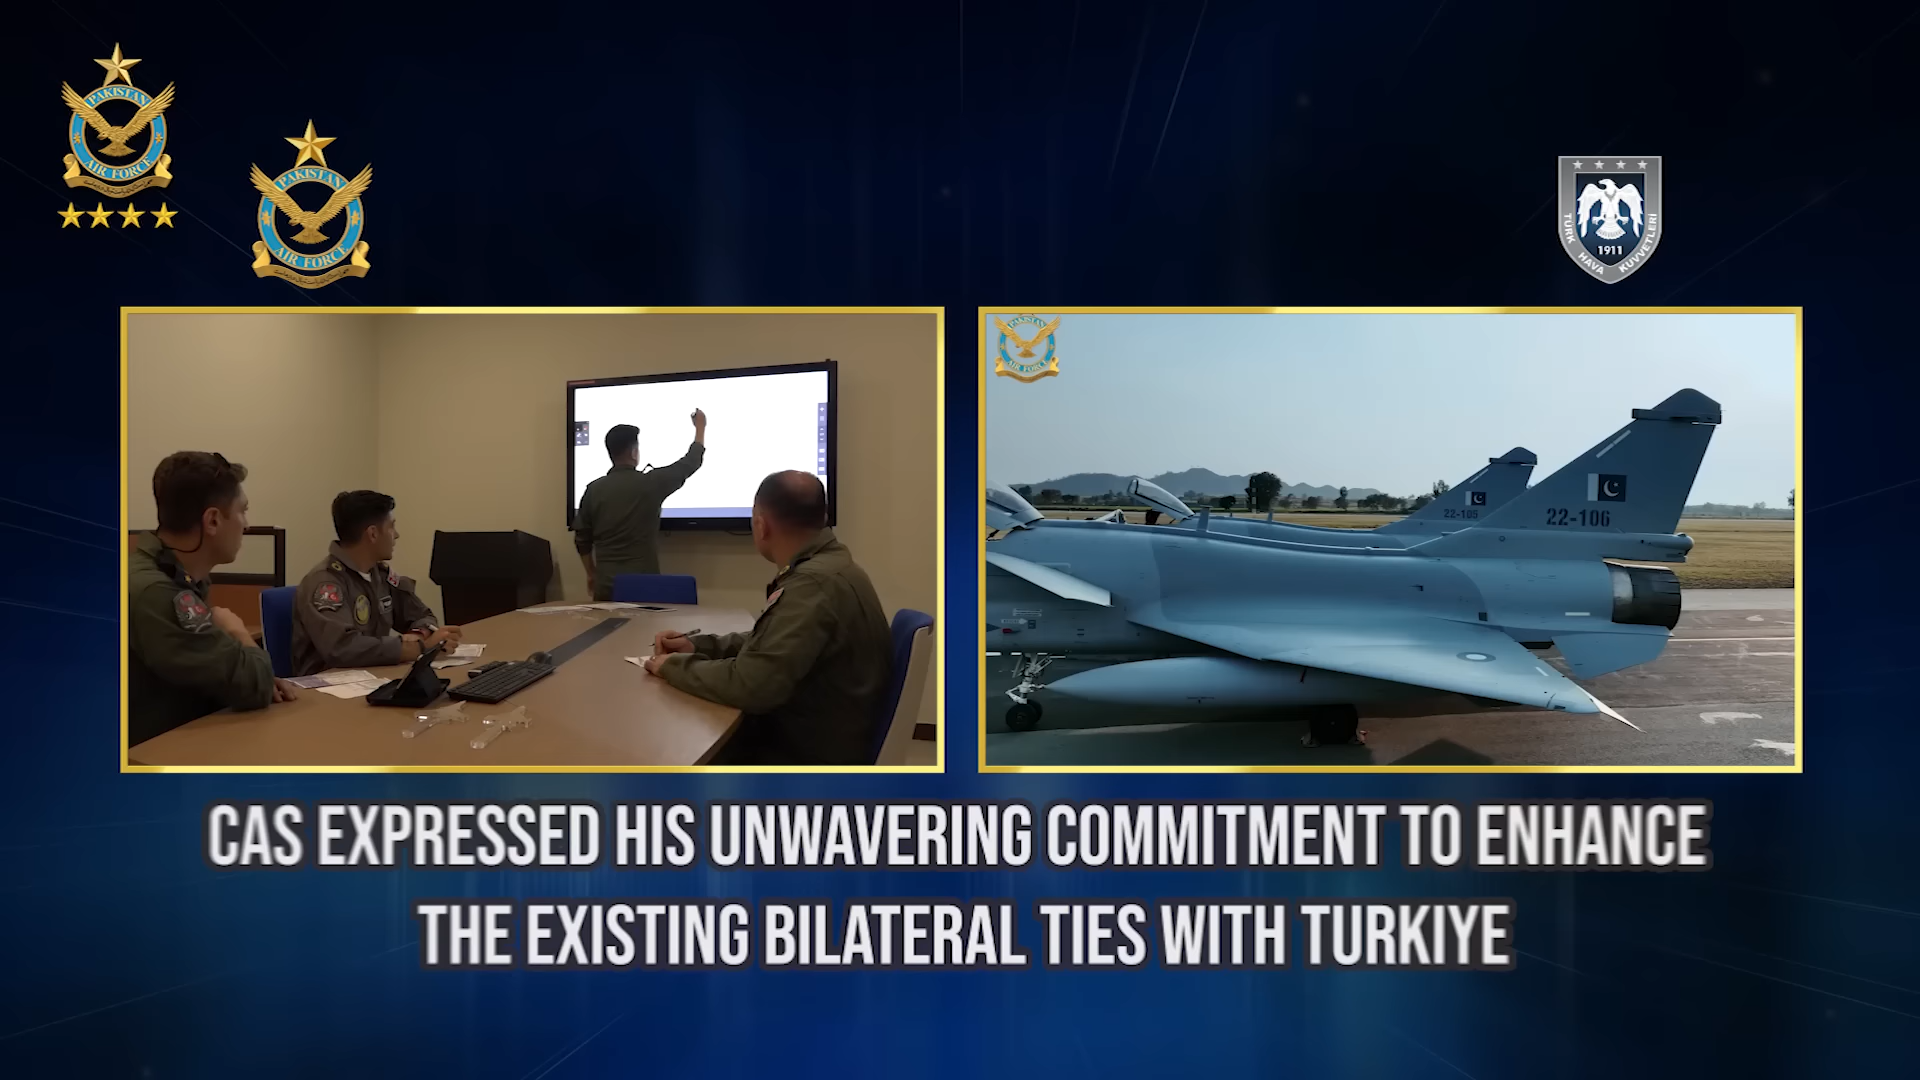 PAKISTAN
AIR FORCE
PAKISTAN
AIR FORCE
TÜRK HAVA KUVVETLERİ
1911
PAKISTAN
AIR FORCE
22-105
22-106
CAS EXPRESSED HIS UNWAVERING COMMITMENT TO ENHANCE
THE EXISTING BILATERAL TIES WITH TURKIYE